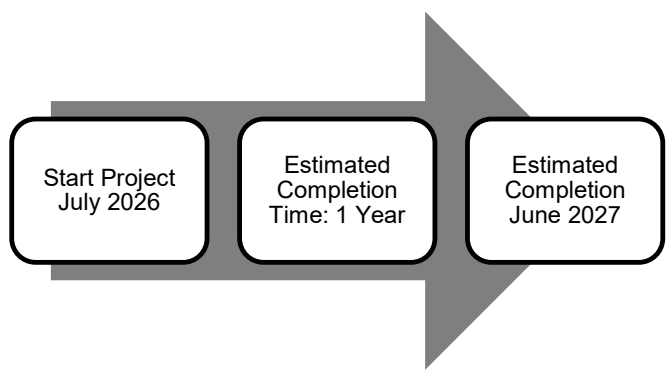 Start Project
July 2026
Estimated
Completion
Time: 1 Year
Estimated
Completion
June 2027